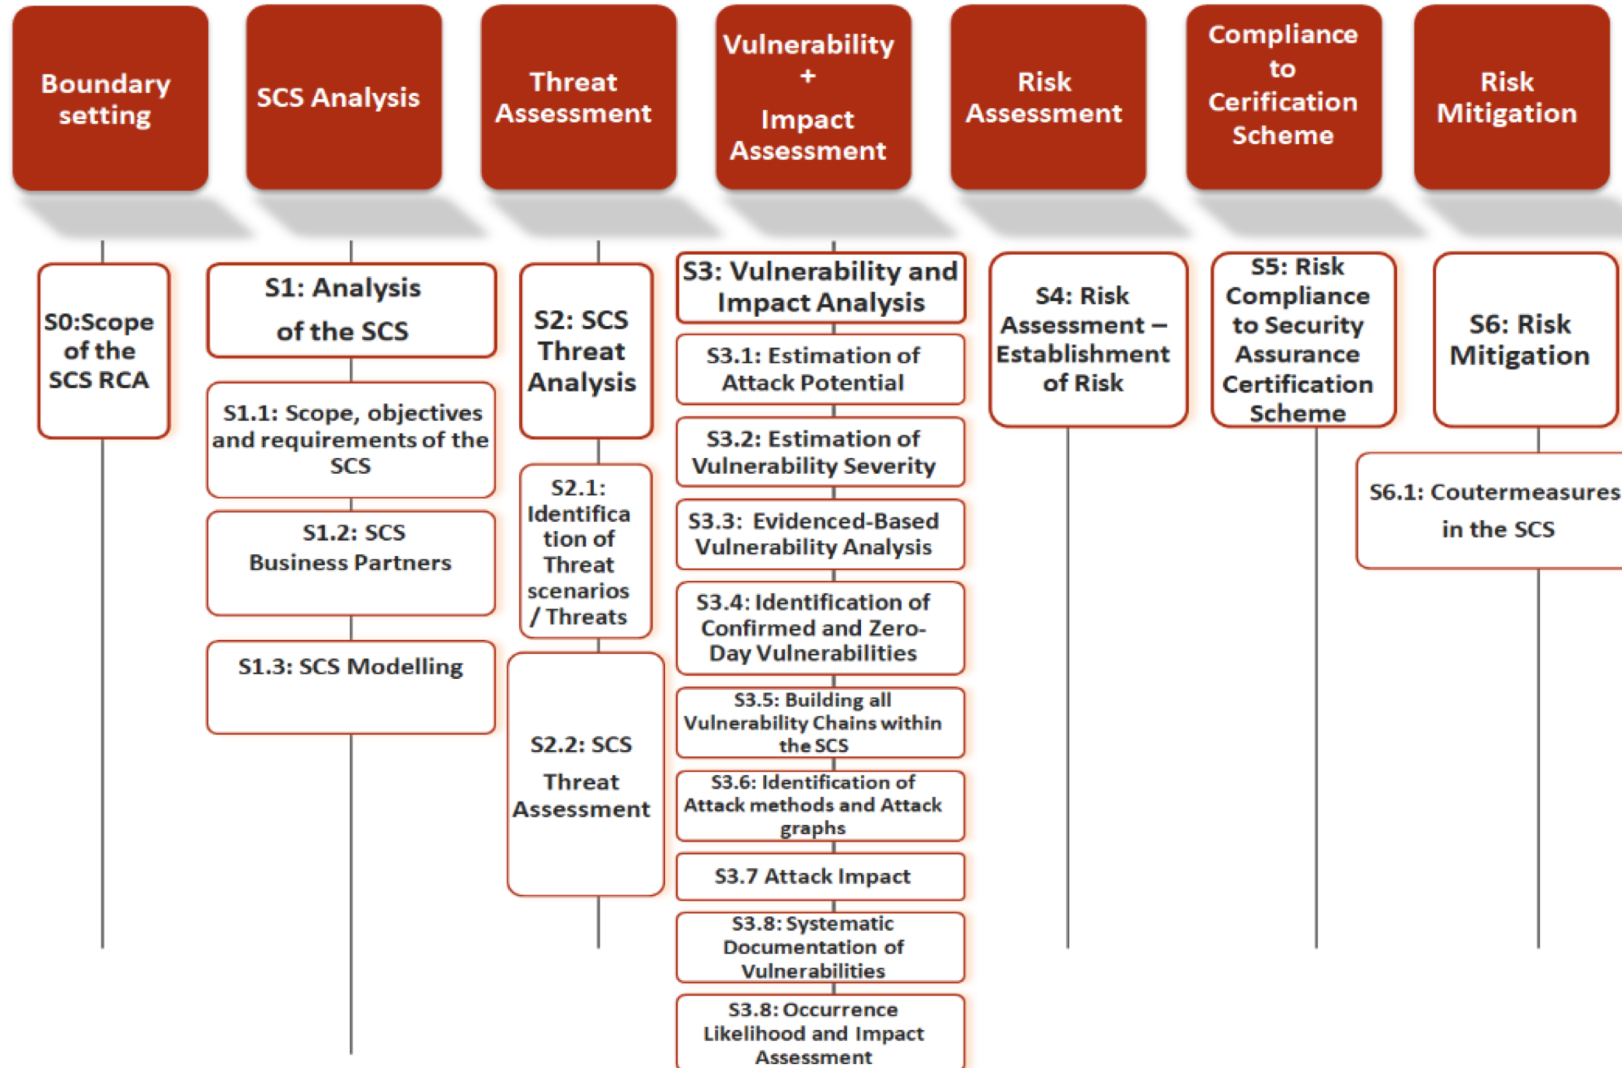 Boundary
setting
SCS Analysis
Threat
Assessment
Vulnerability
+
Impact
Assessment
Risk
Assessment
Compliance
to
Cerification
Scheme
Risk
Mitigation
S0:Scope
of the
SCS RCA
S1: Analysis
of the SCS
S1.1: Scope, objectives
and requirements of the
SCS
S1.2: SCS
Business Partners
S1.3: SCS Modelling
S2: SCS
Threat
Analysis
S2.1:
Identifica
tion of
Threat
scenarios
/ Threats
S2.2: SCS
Threat
Assessment
S3: Vulnerability and
Impact Analysis
S3.1: Estimation of
Attack Potential
S3.2: Estimation of
Vulnerability Severity
S3.3: Evidenced-Based
Vulnerability Analysis
S3.4: Identification of
Confirmed and Zero-
Day Vulnerabilities
S3.5: Building all
Vulnerability Chains within
the SCS
S3.6: Identification of
Attack methods and Attack
graphs
S3.7 Attack Impact
S3.8: Systematic
Documentation of
Vulnerabilities
S3.8: Occurrence
Likelihood and Impact
Assessment
S4: Risk
Assessment –
Establishment
of Risk
S5: Risk
Compliance
to Security
Assurance
Certification
Scheme
S6: Risk
Mitigation
S6.1: Coutermeasures
in the SCS